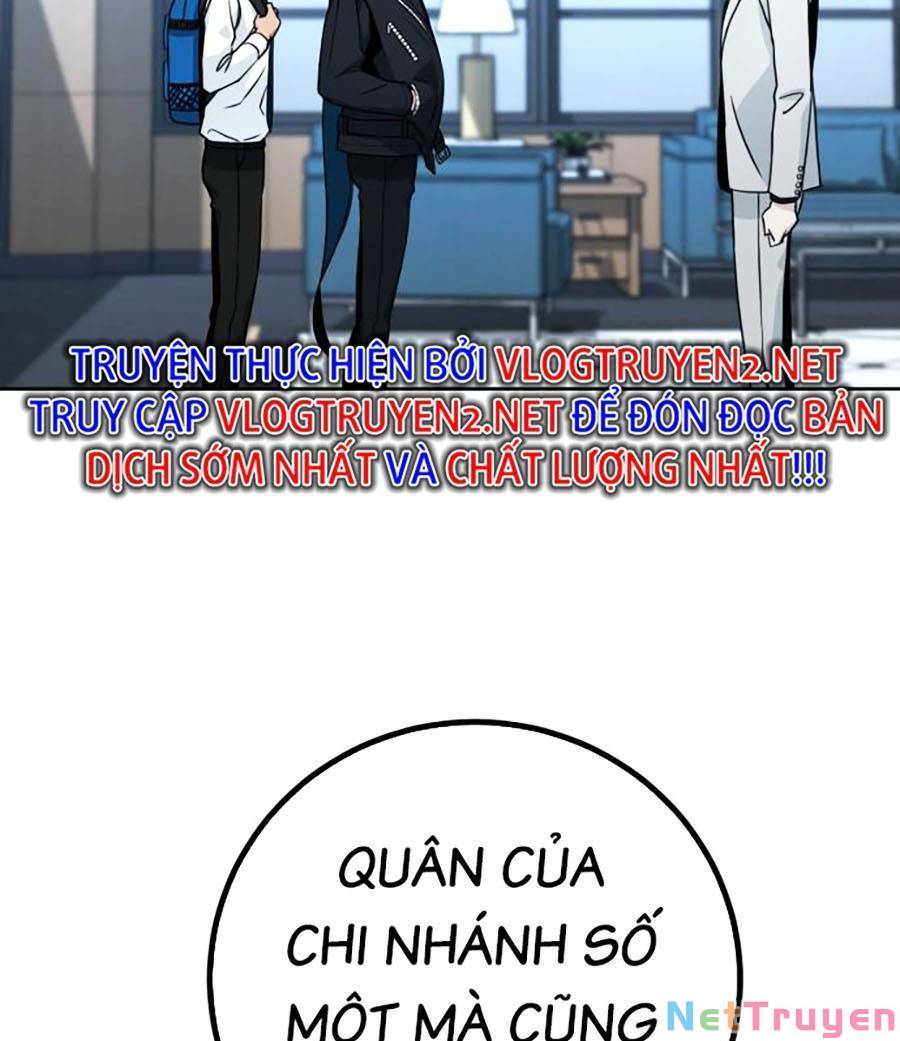 TRUYỆN THỰC HIỆN BỞI VLOGTRUYEN2.NET
TRUY CẬP VLOGTRUYEN2.NET ĐỂ ĐÓN ĐỌC BẢN
DỊCH SỚM NHẤT VÀ CHẤT LƯỢNG NHẤT!!!
QUÂN CỦA
CHI NHÁNH SỐ
MỘT MÀ CŨNG
NetTruyen